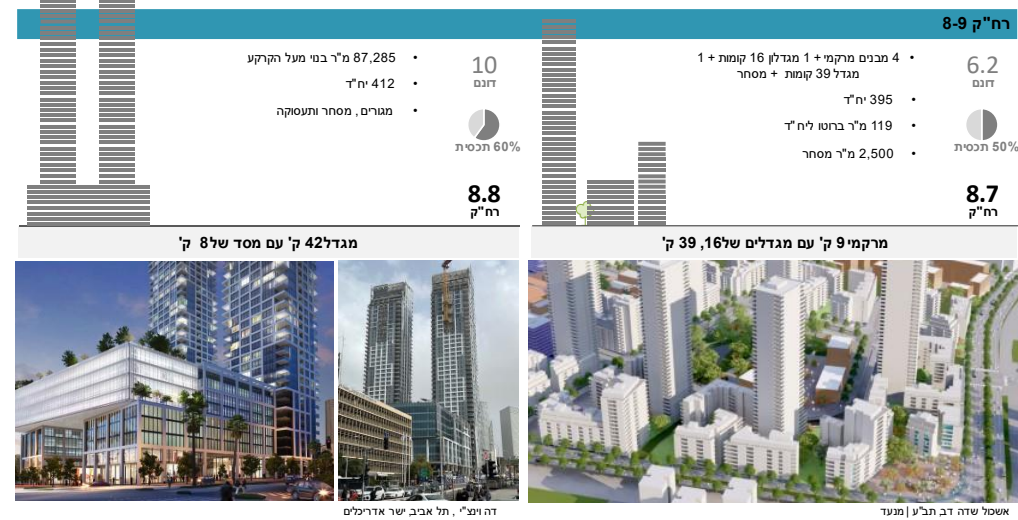 רח"ק 8-9
4 מבנים מרקמי + 1 מגדלון 16 קומות + 1
מגדל 39 קומות + מסחר
395 יח"ד
119 מ"ר ברוטו ליח"ד
2,500 מ"ר מסחר
6.2
דונם
50% תכסית
8.7
רח"ק
מרקמי 9 ק' עם מגדלים של 16, 39 ק'
אשכול שדה דב, תב"ע | מנעד
87,285 מ"ר בנוי מעל הקרקע
412 יח"ד
מגורים, מסחר ותעסוקה
10
דונם
60% תכסית
8.8
רח"ק
מגדל 42 ק' עם מסד של 8 ק'
דה וינצ'י, תל אביב, ישר אדריכלים